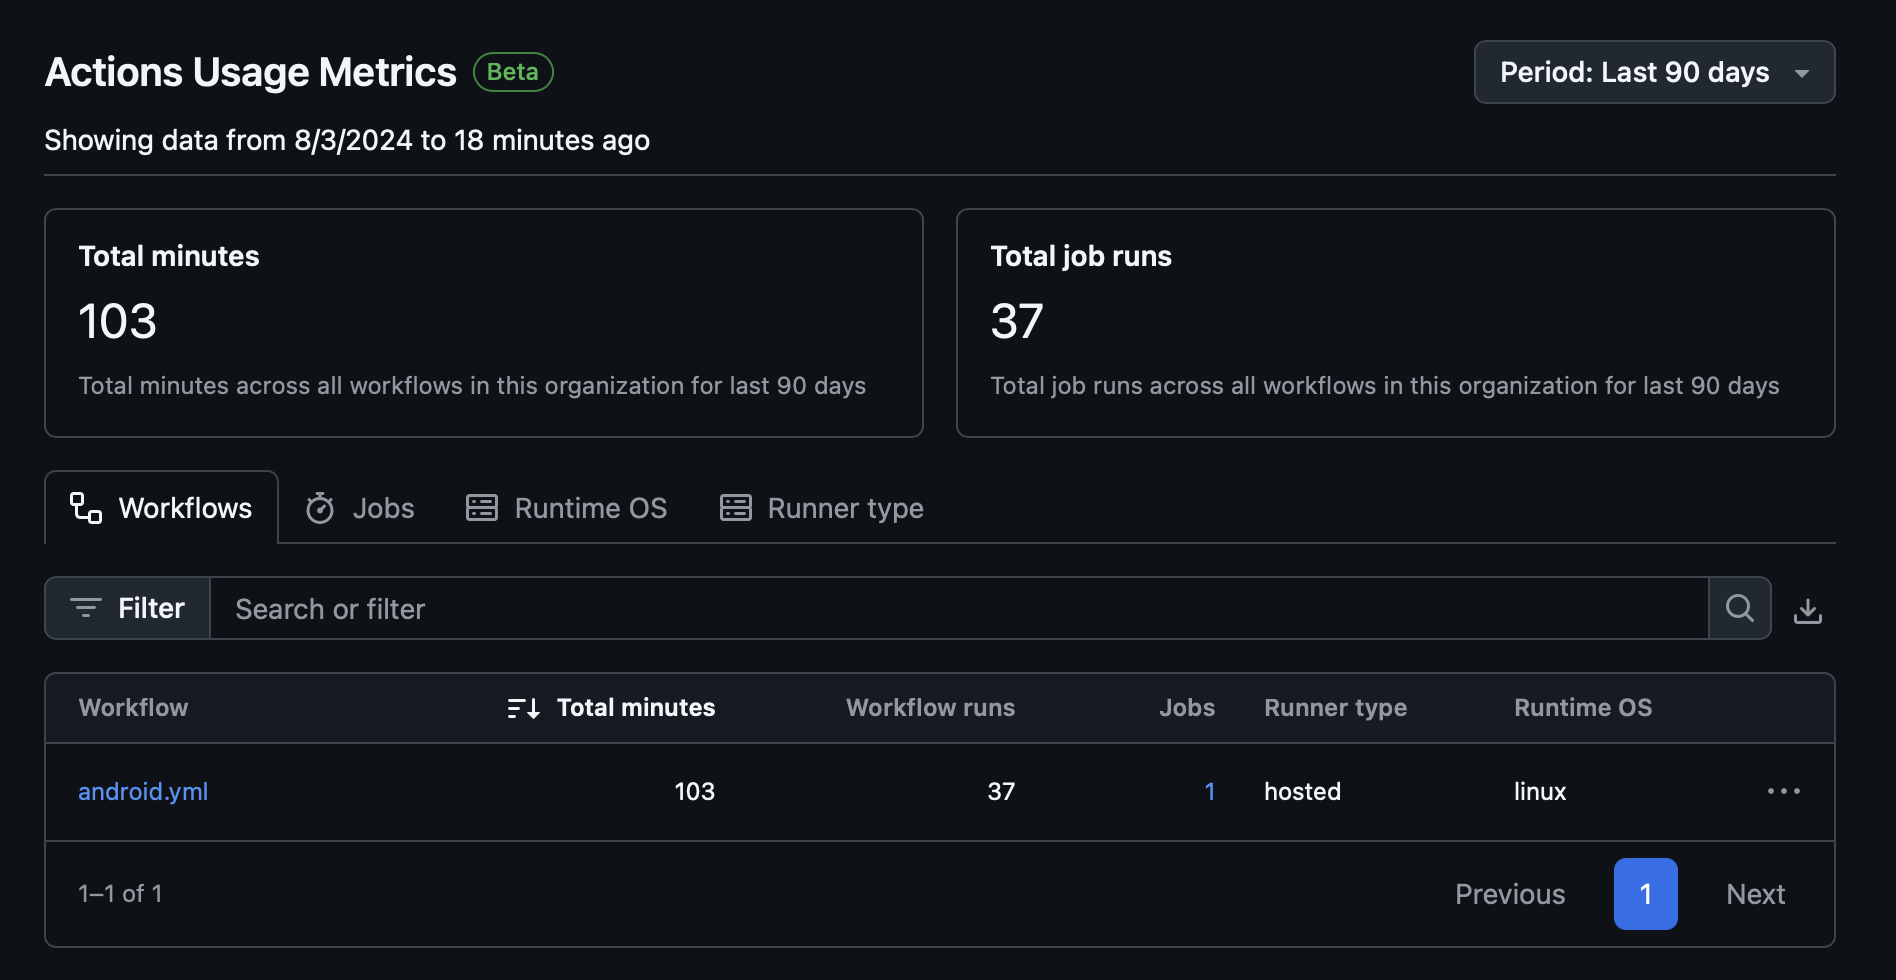 Actions Usage Metrics Beta
Period: Last 90 days
Showing data from 8/3/2024 to 18 minutes ago
Total minutes
103
Total minutes across all workflows in this organization for last 90 days
Total job runs
37
Total job runs across all workflows in this organization for last 90 days
Workflows Jobs Runtime OS Runner type
Filter Search or filter
Workflow Total minutes Workflow runs Jobs Runner type Runtime OS
android.yml 103 37 1 hosted linux
1–1 of 1 Previous 1 Next